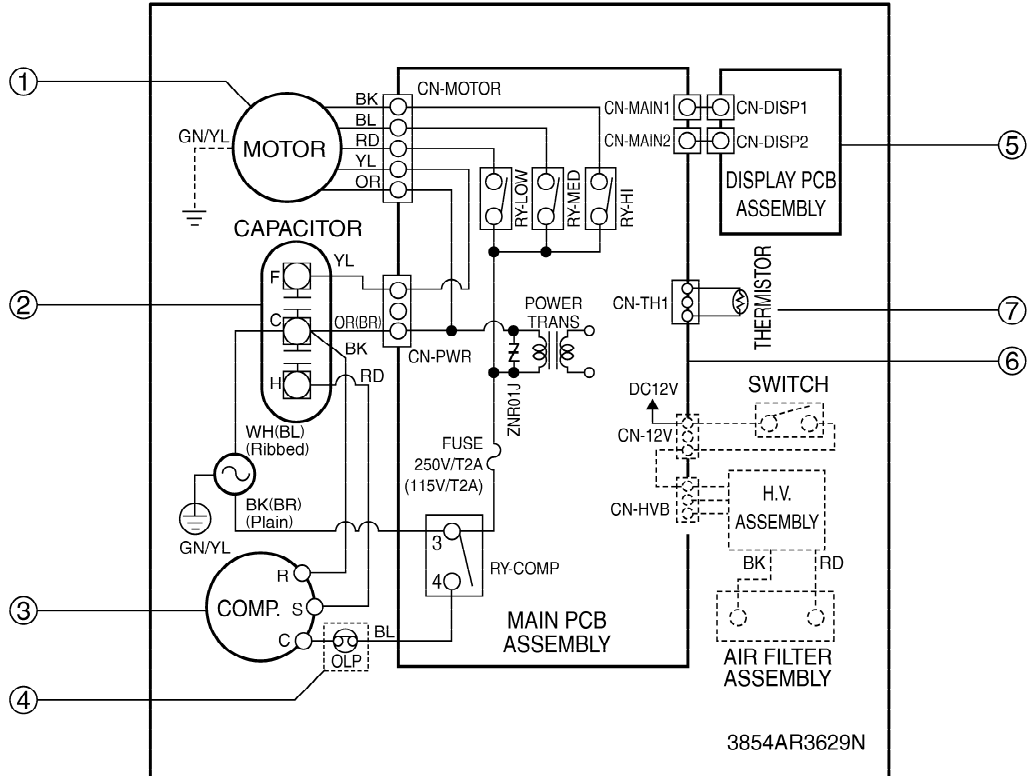 1
CN-MOTOR
BK
BL
GN/YL
RD
YL
OR
MOTOR
CN-MAIN1
CN-DISP1
CN-MAIN2
CN-DISP2
5
DISPLAY PCB
ASSEMBLY
RY-LOW
RY-MED
RY-HI
CAPACITOR
F
YL
2
C
OR(BR)
BK
H
RD
CN-PWR
POWER
TRANS
ZNR01J
CN-TH1
THERMISTOR
7
6
DC12V
SWITCH
CN-12V
WH(BL)
(Ribbed)
FUSE
250V/T2A
(115V/T2A)
H.V.
ASSEMBLY
CN-HVB
BK(BR)
(Plain)
GN/YL
3
4
RY-COMP
BK
RD
R
3
COMP.
S
C
BL
OLP
MAIN PCB
ASSEMBLY
AIR FILTER
ASSEMBLY
4
3854AR3629N